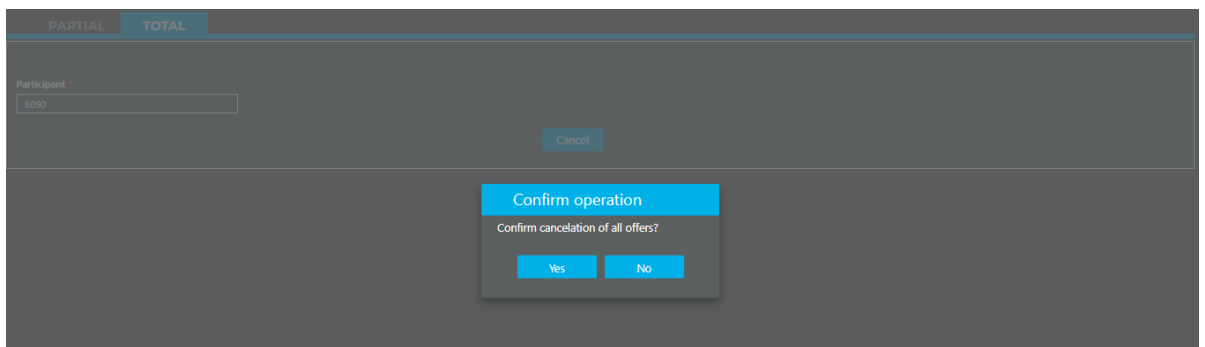 PARTIAL TOTAL
Participant *
6090
Cancel
Confirm operation
Confirm cancelation of all offers?
Yes No